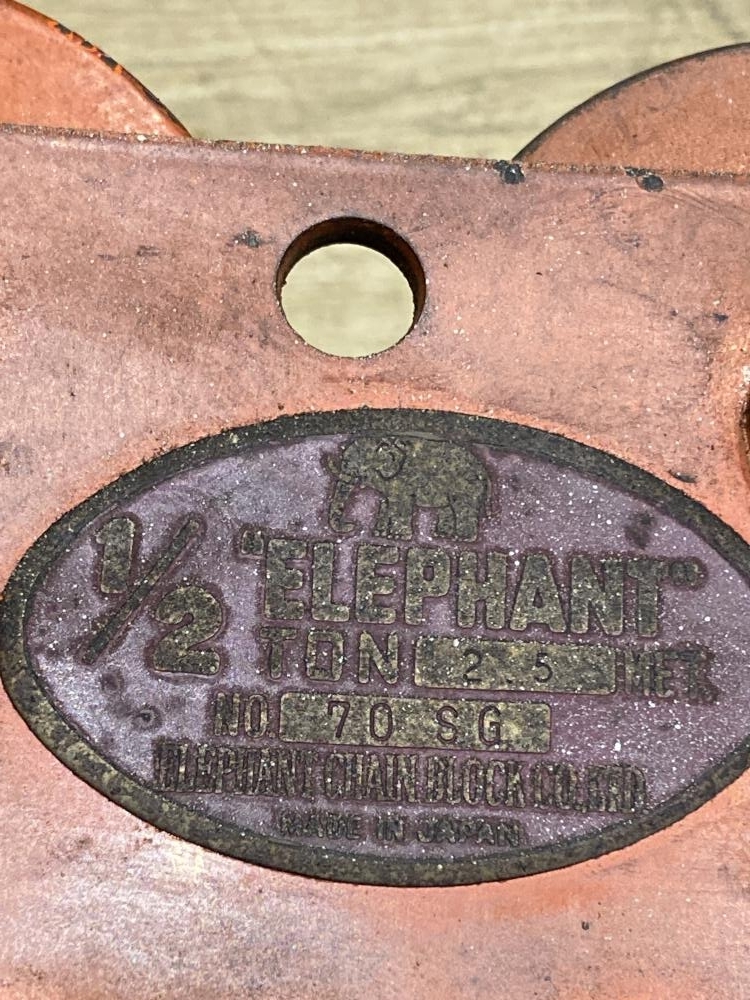 1/2 "ELEPHANT"
TON 2.5 MET.
NO. 70 SG
ELEPHANT CHAIN BLOCK CO., LTD.
MADE IN JAPAN